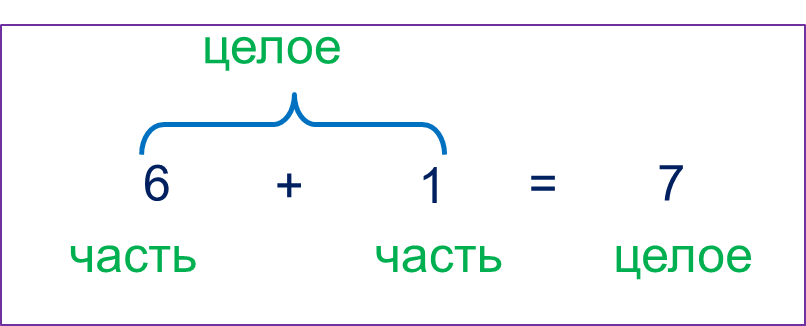 целое
6 + 1 = 7
часть часть целое